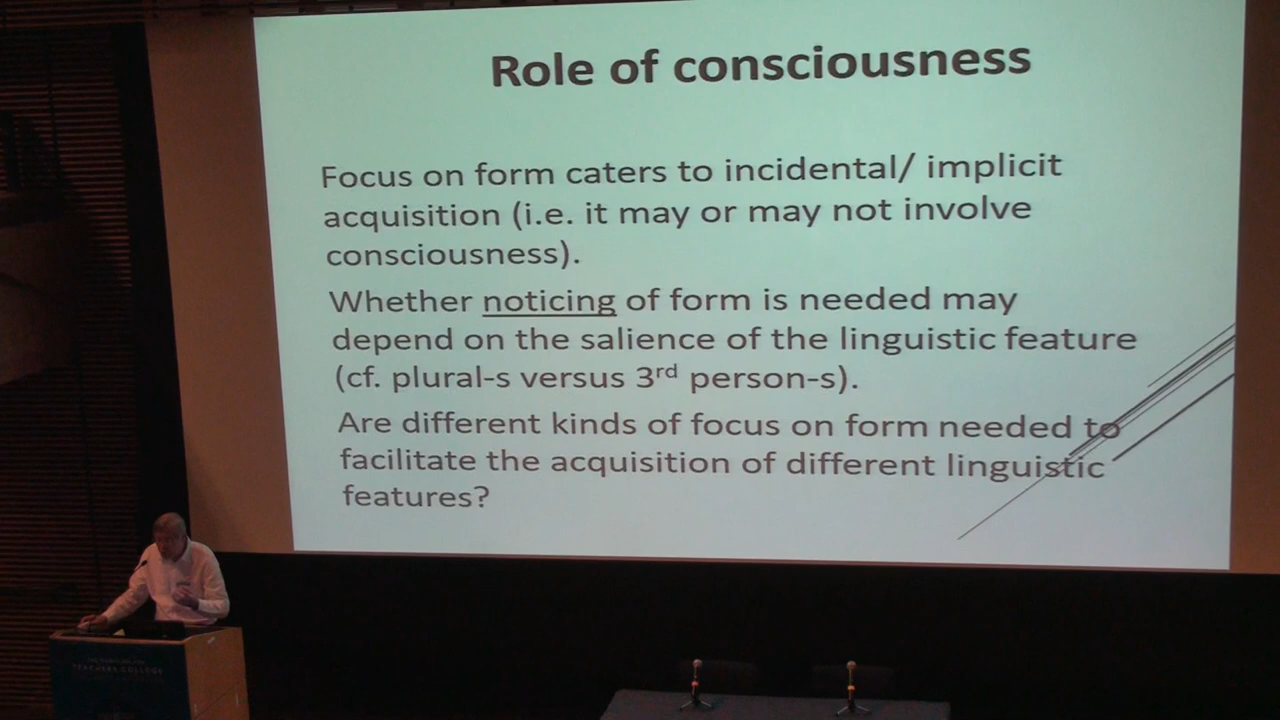 Role of consciousness
Focus on form caters to incidental/ implicit
acquisition (i.e. it may or may not involve
consciousness).
Whether noticing of form is needed may
depend on the salience of the linguistic feature
(cf. plural-s versus 3rd person-s).
Are different kinds of focus on form needed to
facilitate the acquisition of different linguistic
features?
TEACHERS COLLEGE